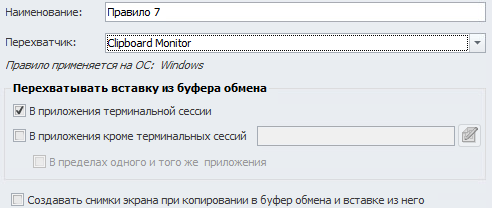 Наименование: Правило 7
Перехватчик: Clipboard Monitor
Правило применяется на ОС: Windows
Перехватывать вставку из буфера обмена
В приложения терминальной сессии
В приложения кроме терминальных сессий
В пределах одного и того же приложения
Создавать снимки экрана при копировании в буфер обмена и вставке из него